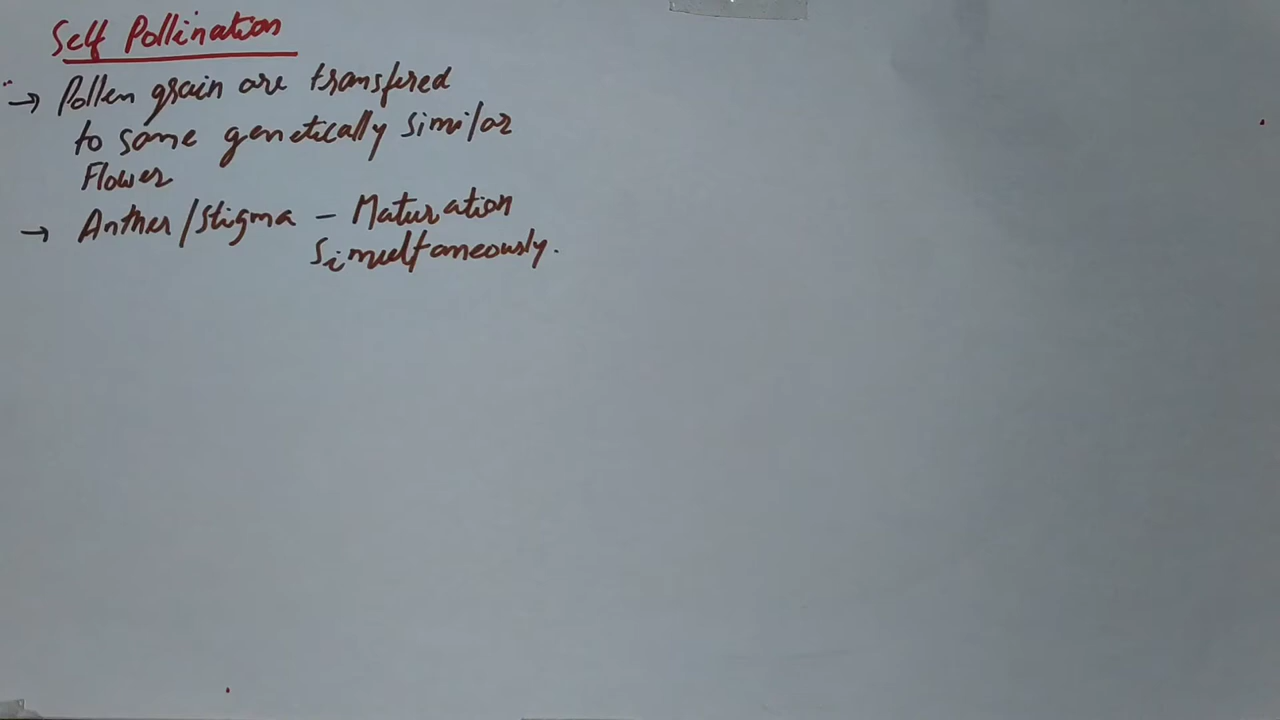 Self Pollination
→ Pollen grain are transfered
to same genetically similar
Flower
→ Anther/Stigma - Maturation
Simultaneously.